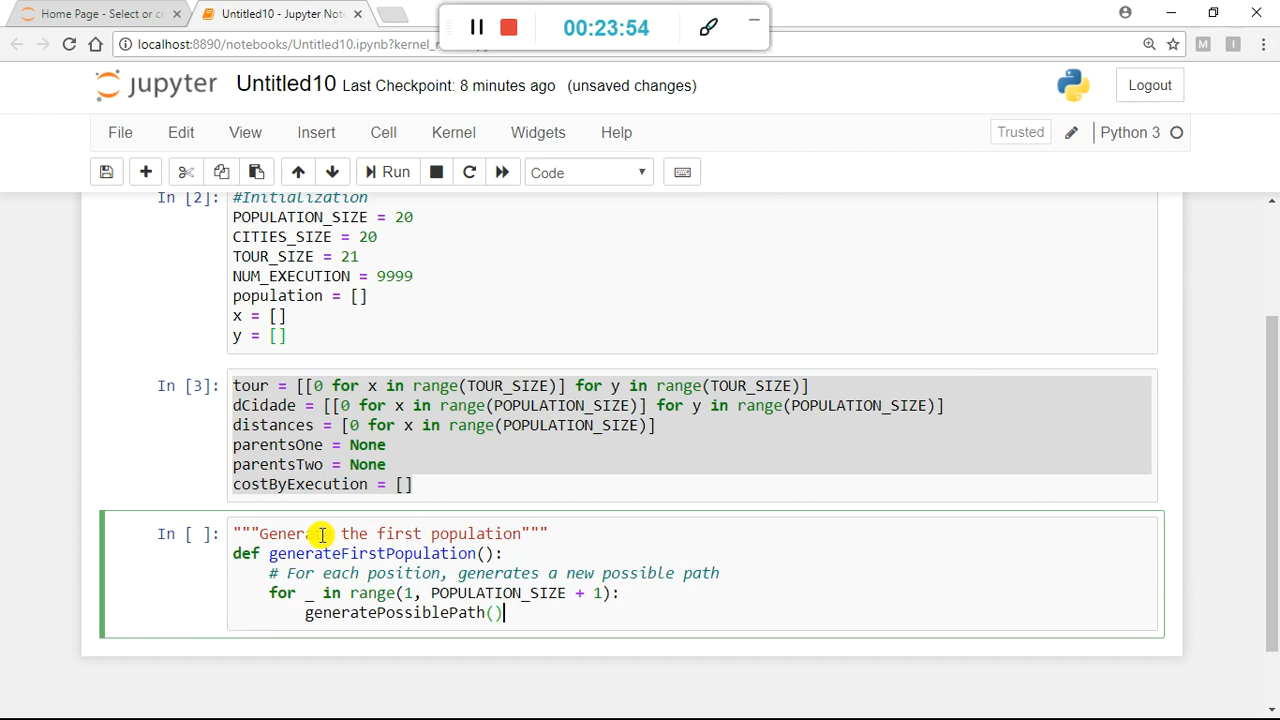 Home Page - Select or c
Untitled10 - Jupyter Not
00:23:54
localhost:8890/notebooks/Untitled10.ipynb?kernel_
jupyter Untitled10 Last Checkpoint: 8 minutes ago (unsaved changes)
Logout
File Edit View Insert Cell Kernel Widgets Help
Trusted
Python 3
Run
Code
In [2]:
#Initialization
POPULATION_SIZE = 20
CITIES_SIZE = 20
TOUR_SIZE = 21
NUM_EXECUTION = 9999
population = []
x = []
y = []
In [3]:
tour = [[0 for x in range(TOUR_SIZE)] for y in range(TOUR_SIZE)]
dCidade = [[0 for x in range(POPULATION_SIZE)] for y in range(POPULATION_SIZE)]
distances = [0 for x in range(POPULATION_SIZE)]
parentsOne = None
parentsTwo = None
costByExecution = []
In [ ]:
"""Generate the first population"""
def generateFirstPopulation():
# For each position, generates a new possible path
for _ in range(1, POPULATION_SIZE + 1):
generatePossiblePath()